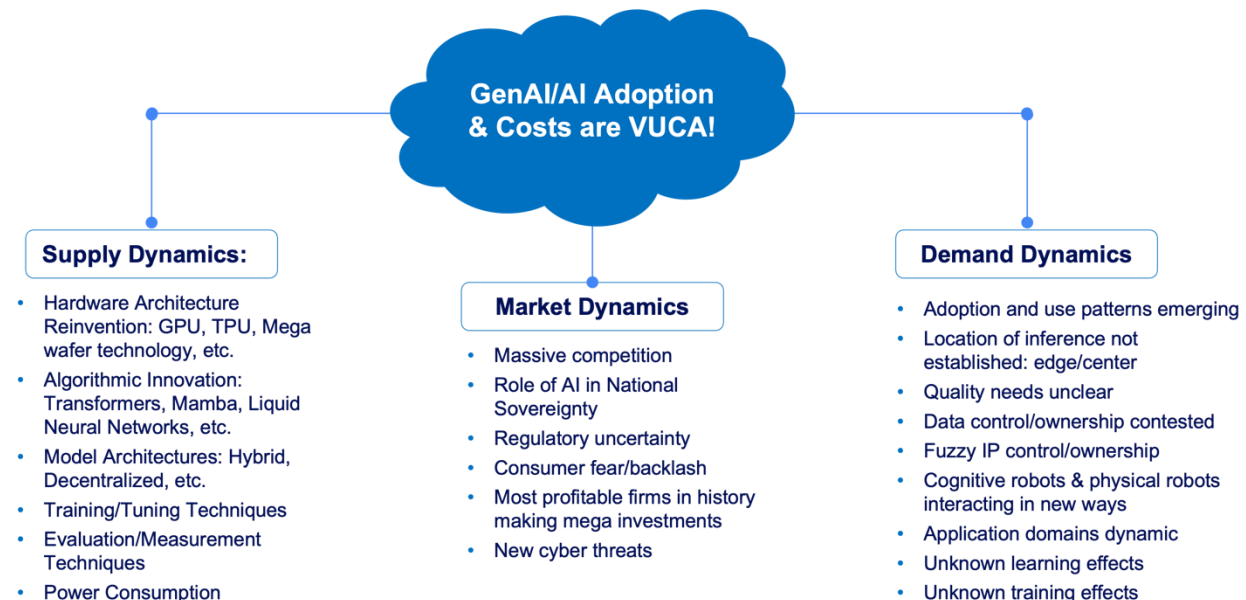 GenAI/AI Adoption
& Costs are VUCA!
Supply Dynamics:
• Hardware Architecture
Reinvention: GPU, TPU, Mega
wafer technology, etc.
• Algorithmic Innovation:
Transformers, Mamba, Liquid
Neural Networks, etc.
• Model Architectures: Hybrid,
Decentralized, etc.
• Training/Tuning Techniques
• Evaluation/Measurement
Techniques
• Power Consumption
Market Dynamics
• Massive competition
• Role of AI in National
Sovereignty
• Regulatory uncertainty
• Consumer fear/backlash
• Most profitable firms in history
making mega investments
• New cyber threats
Demand Dynamics
• Adoption and use patterns emerging
• Location of inference not
established: edge/center
• Quality needs unclear
• Data control/ownership contested
• Fuzzy IP control/ownership
• Cognitive robots & physical robots
interacting in new ways
• Application domains dynamic
• Unknown learning effects
• Unknown training effects